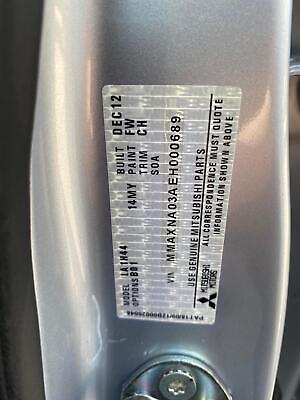 MODEL LA1H44 14MY BUILT DEC12
OPTIONS B01 PAINT FW
TRIM CH
SOA
VIN MMAXNA03AEH000689
USE GENUINE MITSUBISHI PARTS
ALL CORRESPONDENCE MUST QUOTE
INFORMATION SHOWN ABOVE
MITSUBISHI
MOTORS